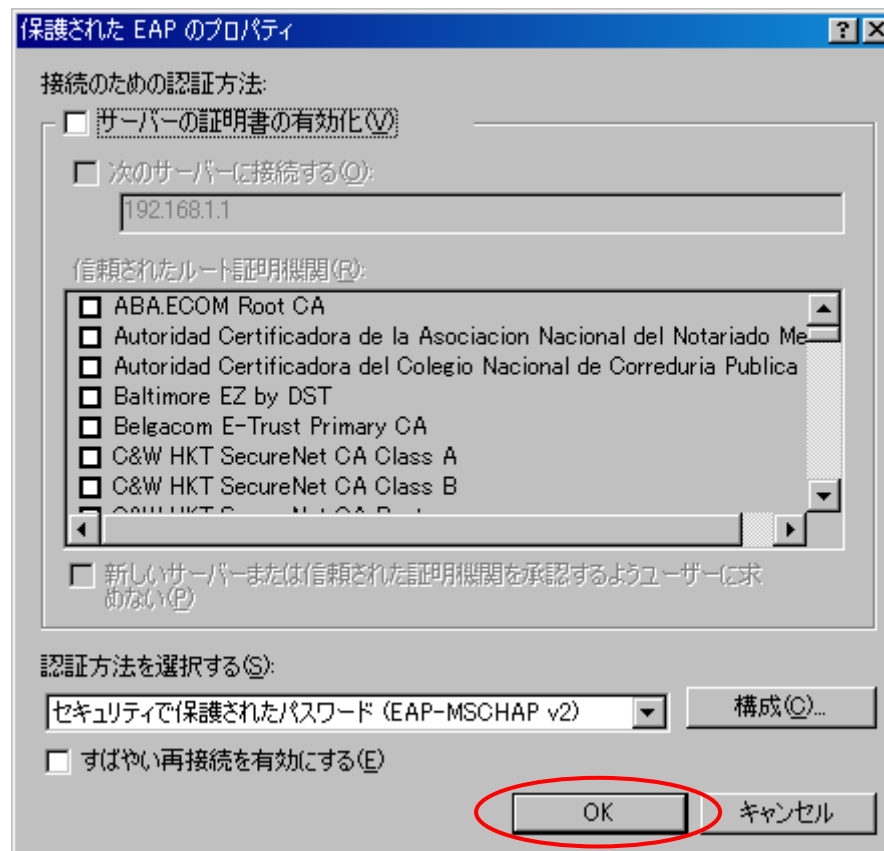 保護された EAP のプロパティ
接続のための認証方法:
サーバーの証明書の有効化(V)
次のサーバーに接続する(O):
192.168.1.1
信頼されたルート証明機関(R):
ABA.ECOM Root CA
Autoridad Certificadora de la Asociacion Nacional del Notariado Me
Autoridad Certificadora del Colegio Nacional de Correduria Publica
Baltimore EZ by DST
Belgacom E-Trust Primary CA
C&W HKT SecureNet CA Class A
C&W HKT SecureNet CA Class B
新しいサーバーまたは信頼された証明機関を承認するようユーザーに求
めない(P)
認証方法を選択する(S):
セキュリティで保護されたパスワード (EAP-MSCHAP v2)
構成(C)...
すばやい再接続を有効にする(E)
OK
キャンセル